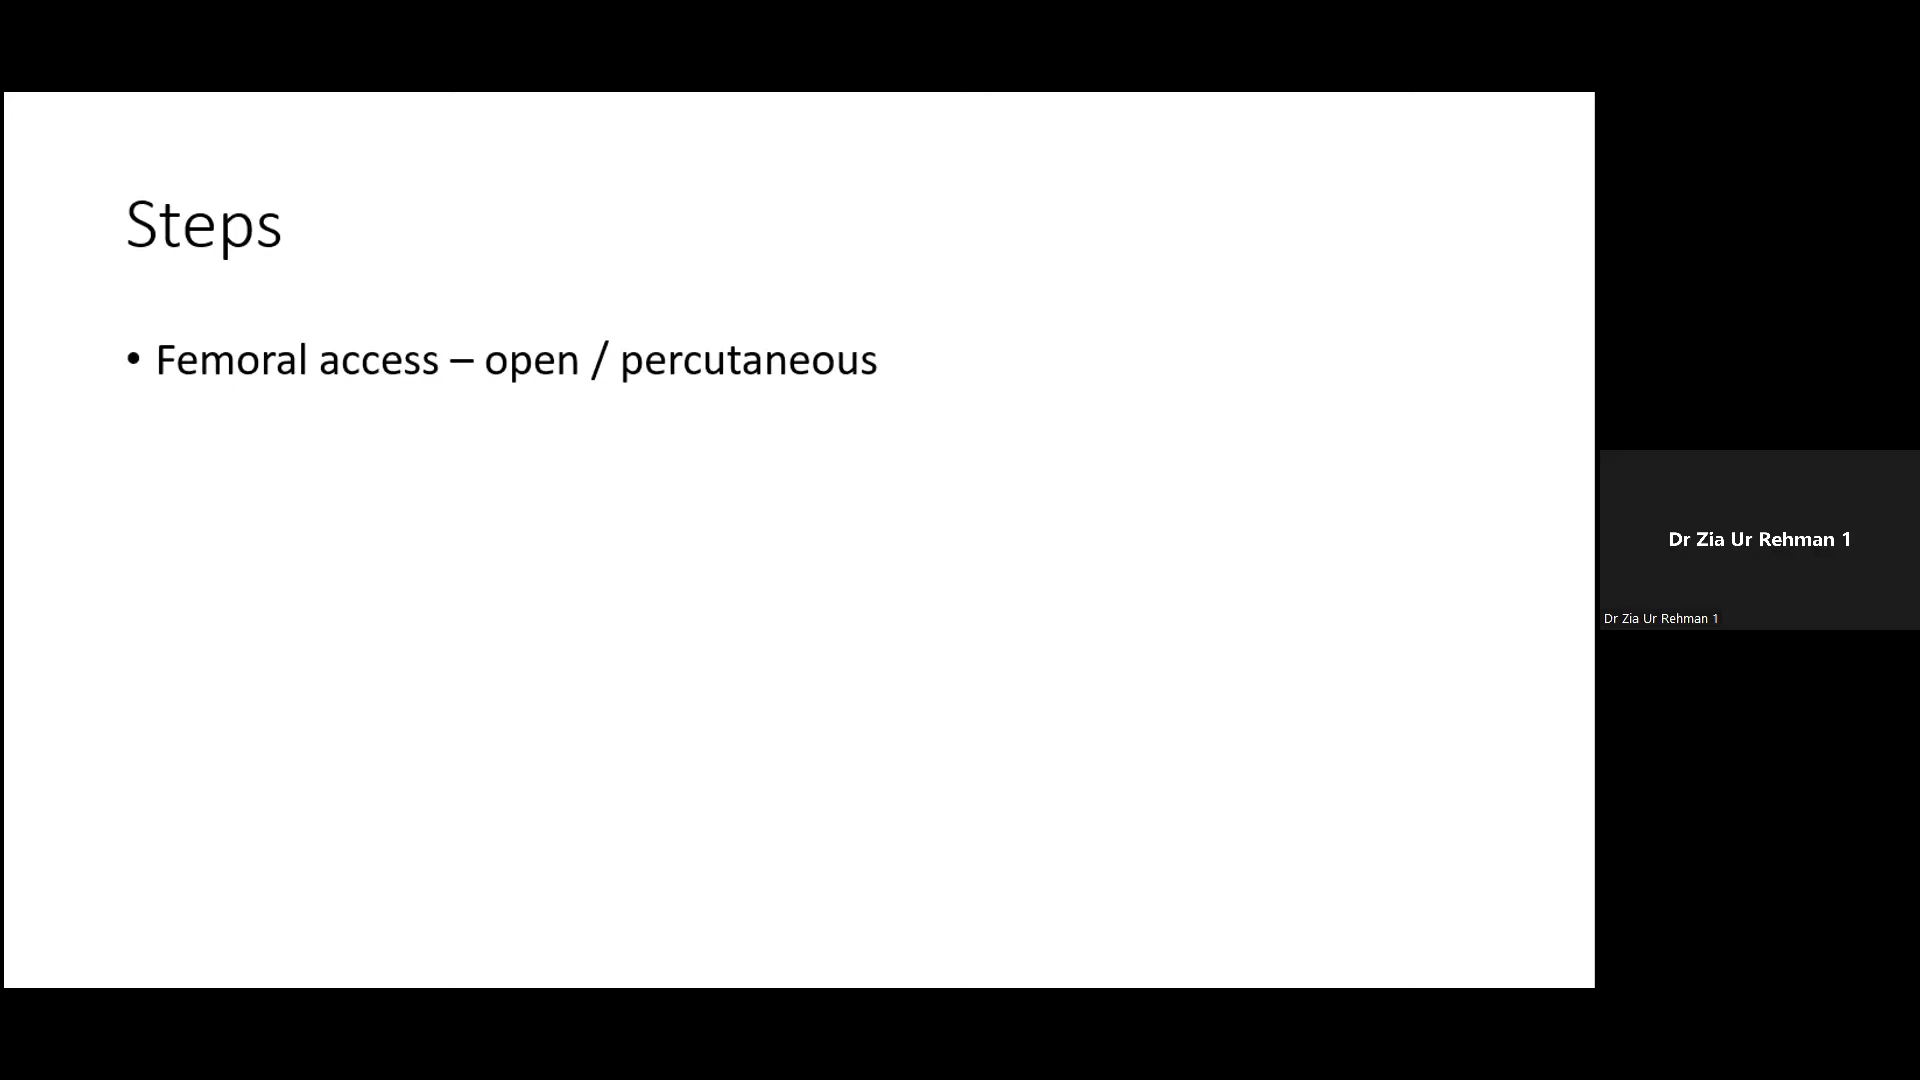 Steps
• Femoral access – open / percutaneous
Dr Zia Ur Rehman 1
Dr Zia Ur Rehman 1